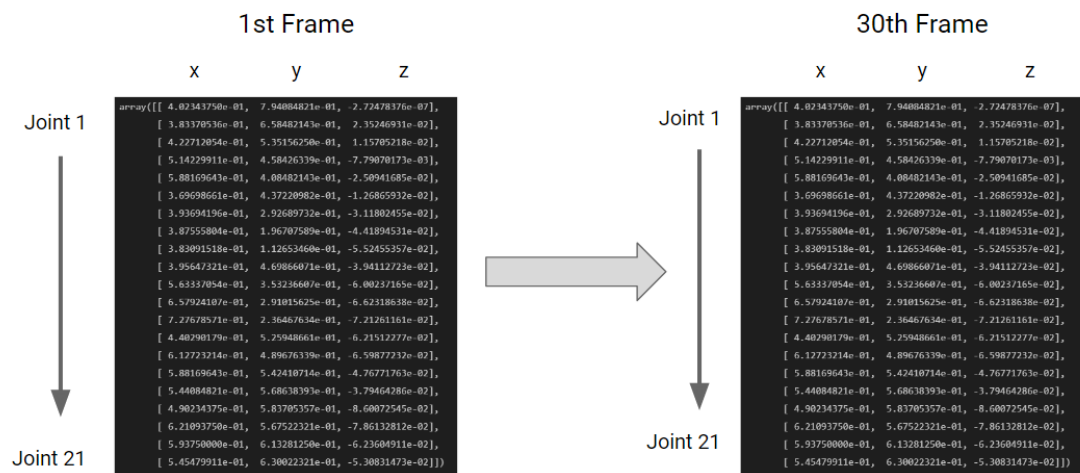 1st Frame
30th Frame
x y z
x y z
Joint 1
array([[ 4.02343750e-01, 7.94084821e-01, -2.72478376e-07],
[ 3.83370536e-01, 6.58482143e-01, 2.35246931e-02],
[ 4.22712054e-01, 5.35156250e-01, 1.15705218e-02],
[ 5.14229911e-01, 4.58426339e-01, -7.79070173e-03],
[ 5.88169643e-01, 4.08482143e-01, -2.50941685e-02],
[ 3.69698661e-01, 4.37220982e-01, -1.26865932e-02],
[ 3.93694196e-01, 2.92689732e-01, -3.11802455e-02],
[ 3.87555804e-01, 1.96707589e-01, -4.41894531e-02],
[ 3.83091518e-01, 1.12653460e-01, -5.52455357e-02],
[ 3.95647321e-01, 4.69866071e-01, -3.94112723e-02],
[ 5.63337054e-01, 3.53236607e-01, -6.00237165e-02],
[ 6.57924107e-01, 2.91015625e-01, -6.62318638e-02],
[ 7.27678571e-01, 2.36467634e-01, -7.21261161e-02],
[ 4.40290179e-01, 5.25948661e-01, -6.21512277e-02],
[ 6.12723214e-01, 4.89676339e-01, -6.59877232e-02],
[ 5.88169643e-01, 5.42410714e-01, -4.76771763e-02],
[ 5.44084821e-01, 5.68638393e-01, -3.79464286e-02],
[ 4.90234375e-01, 5.83705357e-01, -8.60072545e-02],
[ 6.21093750e-01, 5.67522321e-01, -7.86132812e-02],
[ 5.93750000e-01, 6.13281250e-01, -6.23604911e-02],
[ 5.45479911e-01, 6.30022321e-01, -5.30831473e-02]])
Joint 21
Joint 1
array([[ 4.02343750e-01, 7.94084821e-01, -2.72478376e-07],
[ 3.83370536e-01, 6.58482143e-01, 2.35246931e-02],
[ 4.22712054e-01, 5.35156250e-01, 1.15705218e-02],
[ 5.14229911e-01, 4.58426339e-01, -7.79070173e-03],
[ 5.88169643e-01, 4.08482143e-01, -2.50941685e-02],
[ 3.69698661e-01, 4.37220982e-01, -1.26865932e-02],
[ 3.93694196e-01, 2.92689732e-01, -3.11802455e-02],
[ 3.87555804e-01, 1.96707589e-01, -4.41894531e-02],
[ 3.83091518e-01, 1.12653460e-01, -5.52455357e-02],
[ 3.95647321e-01, 4.69866071e-01, -3.94112723e-02],
[ 5.63337054e-01, 3.53236607e-01, -6.00237165e-02],
[ 6.57924107e-01, 2.91015625e-01, -6.62318638e-02],
[ 7.27678571e-01, 2.36467634e-01, -7.21261161e-02],
[ 4.40290179e-01, 5.25948661e-01, -6.21512277e-02],
[ 6.12723214e-01, 4.89676339e-01, -6.59877232e-02],
[ 5.88169643e-01, 5.42410714e-01, -4.76771763e-02],
[ 5.44084821e-01, 5.68638393e-01, -3.79464286e-02],
[ 4.90234375e-01, 5.83705357e-01, -8.60072545e-02],
[ 6.21093750e-01, 5.67522321e-01, -7.86132812e-02],
[ 5.93750000e-01, 6.13281250e-01, -6.23604911e-02],
[ 5.45479911e-01, 6.30022321e-01, -5.30831473e-02]])
Joint 21